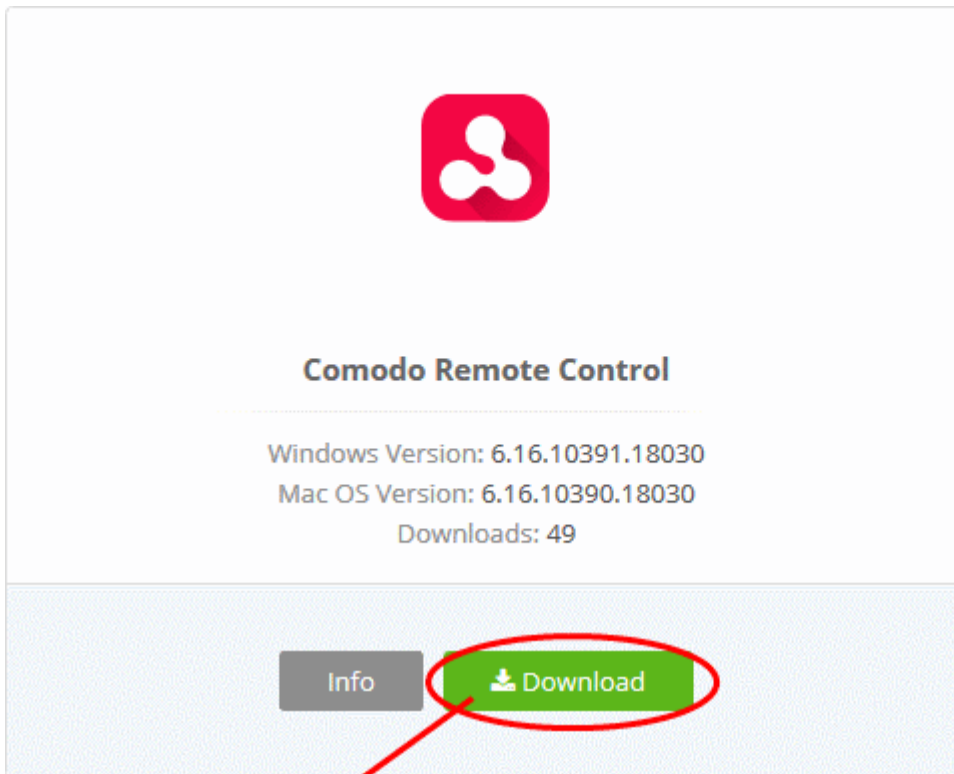 Comodo Remote Control
Windows Version: 6.16.10391.18030
Mac OS Version: 6.16.10390.18030
Downloads: 49
Info
Download